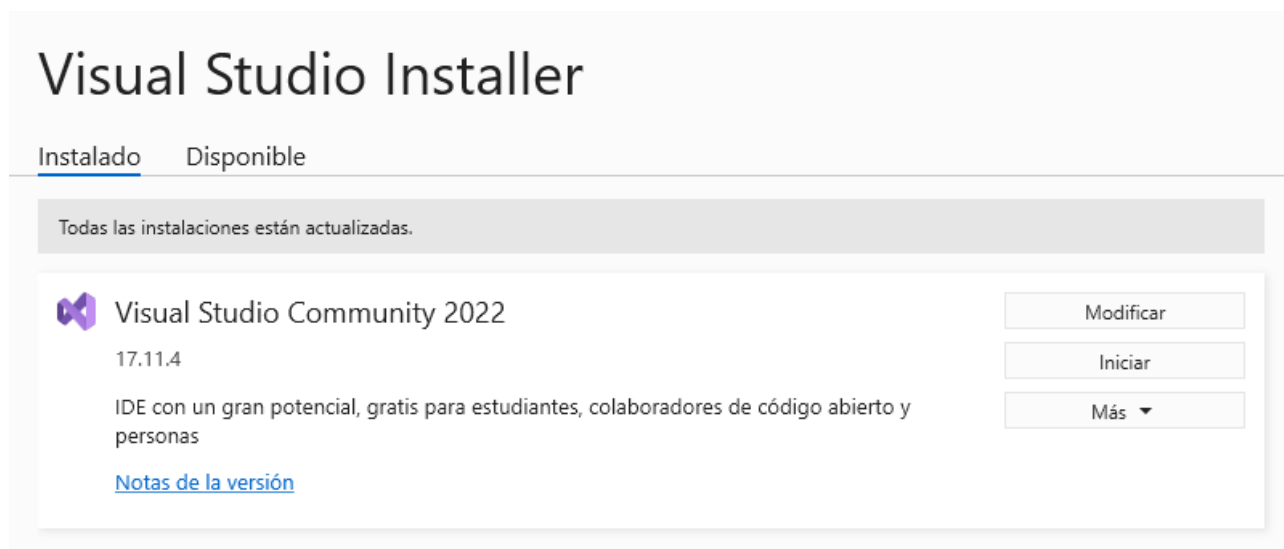 Visual Studio Installer
Instalado Disponible
Todas las instalaciones están actualizadas.
Visual Studio Community 2022
Modificar
17.11.4
Iniciar
IDE con un gran potencial, gratis para estudiantes, colaboradores de código abierto y
personas
Más
Notas de la versión